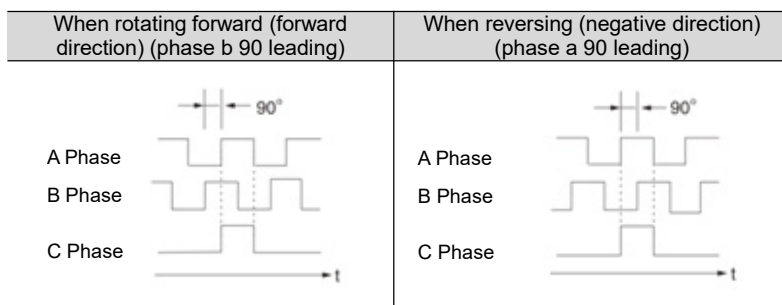 When rotating forward (forward
direction) (phase b 90 leading)
When reversing (negative direction)
(phase a 90 leading)
90°
A Phase
B Phase
C Phase
t
90°
A Phase
B Phase
C Phase
t